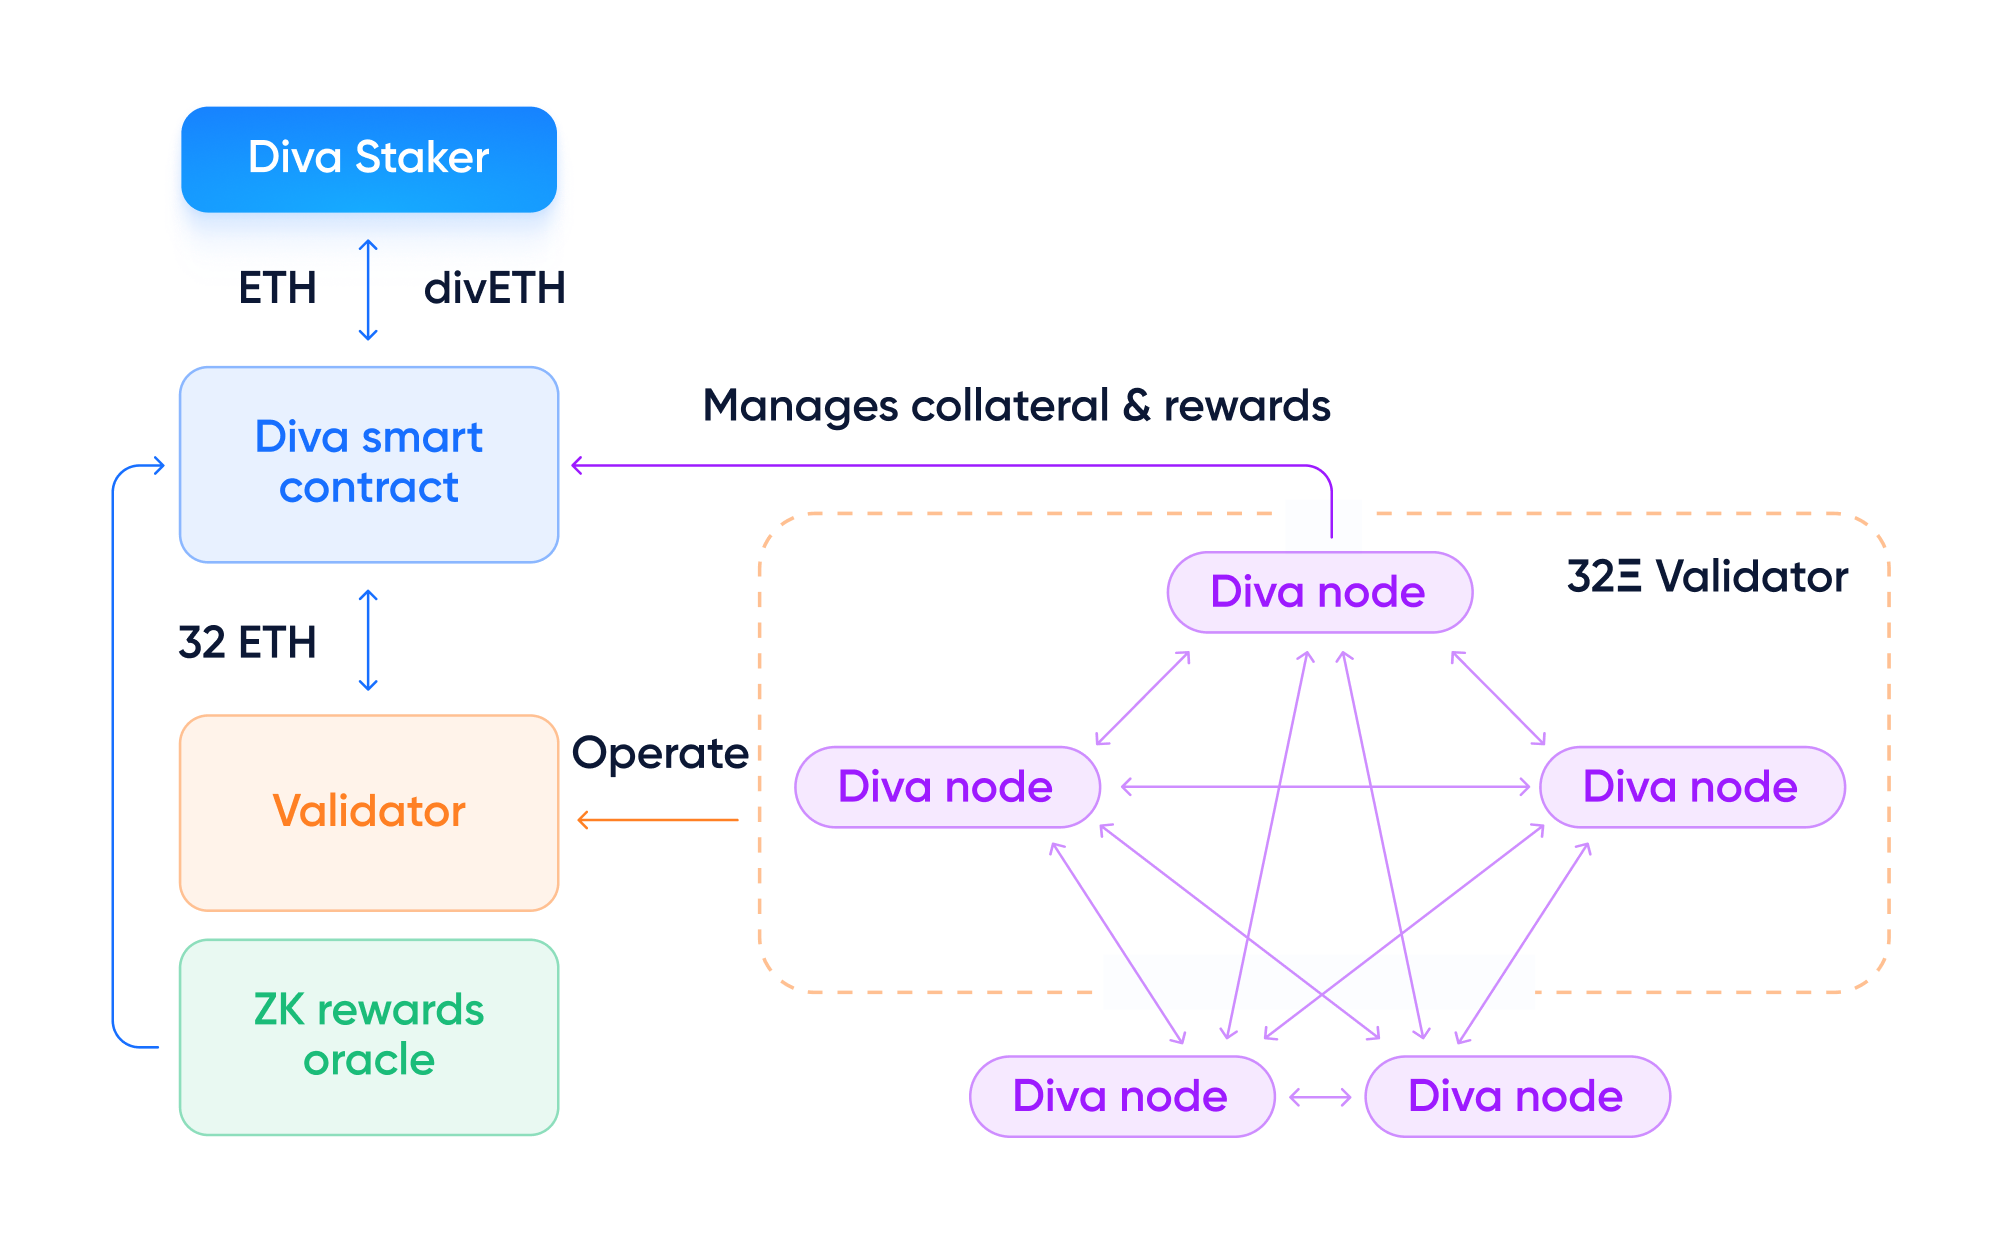 Diva Staker
ETH
divETH
Diva smart
contract
Manages collateral & rewards
32 ETH
Validator
Operate
ZK rewards
oracle
32Ξ Validator
Diva node
Diva node
Diva node
Diva node
Diva node